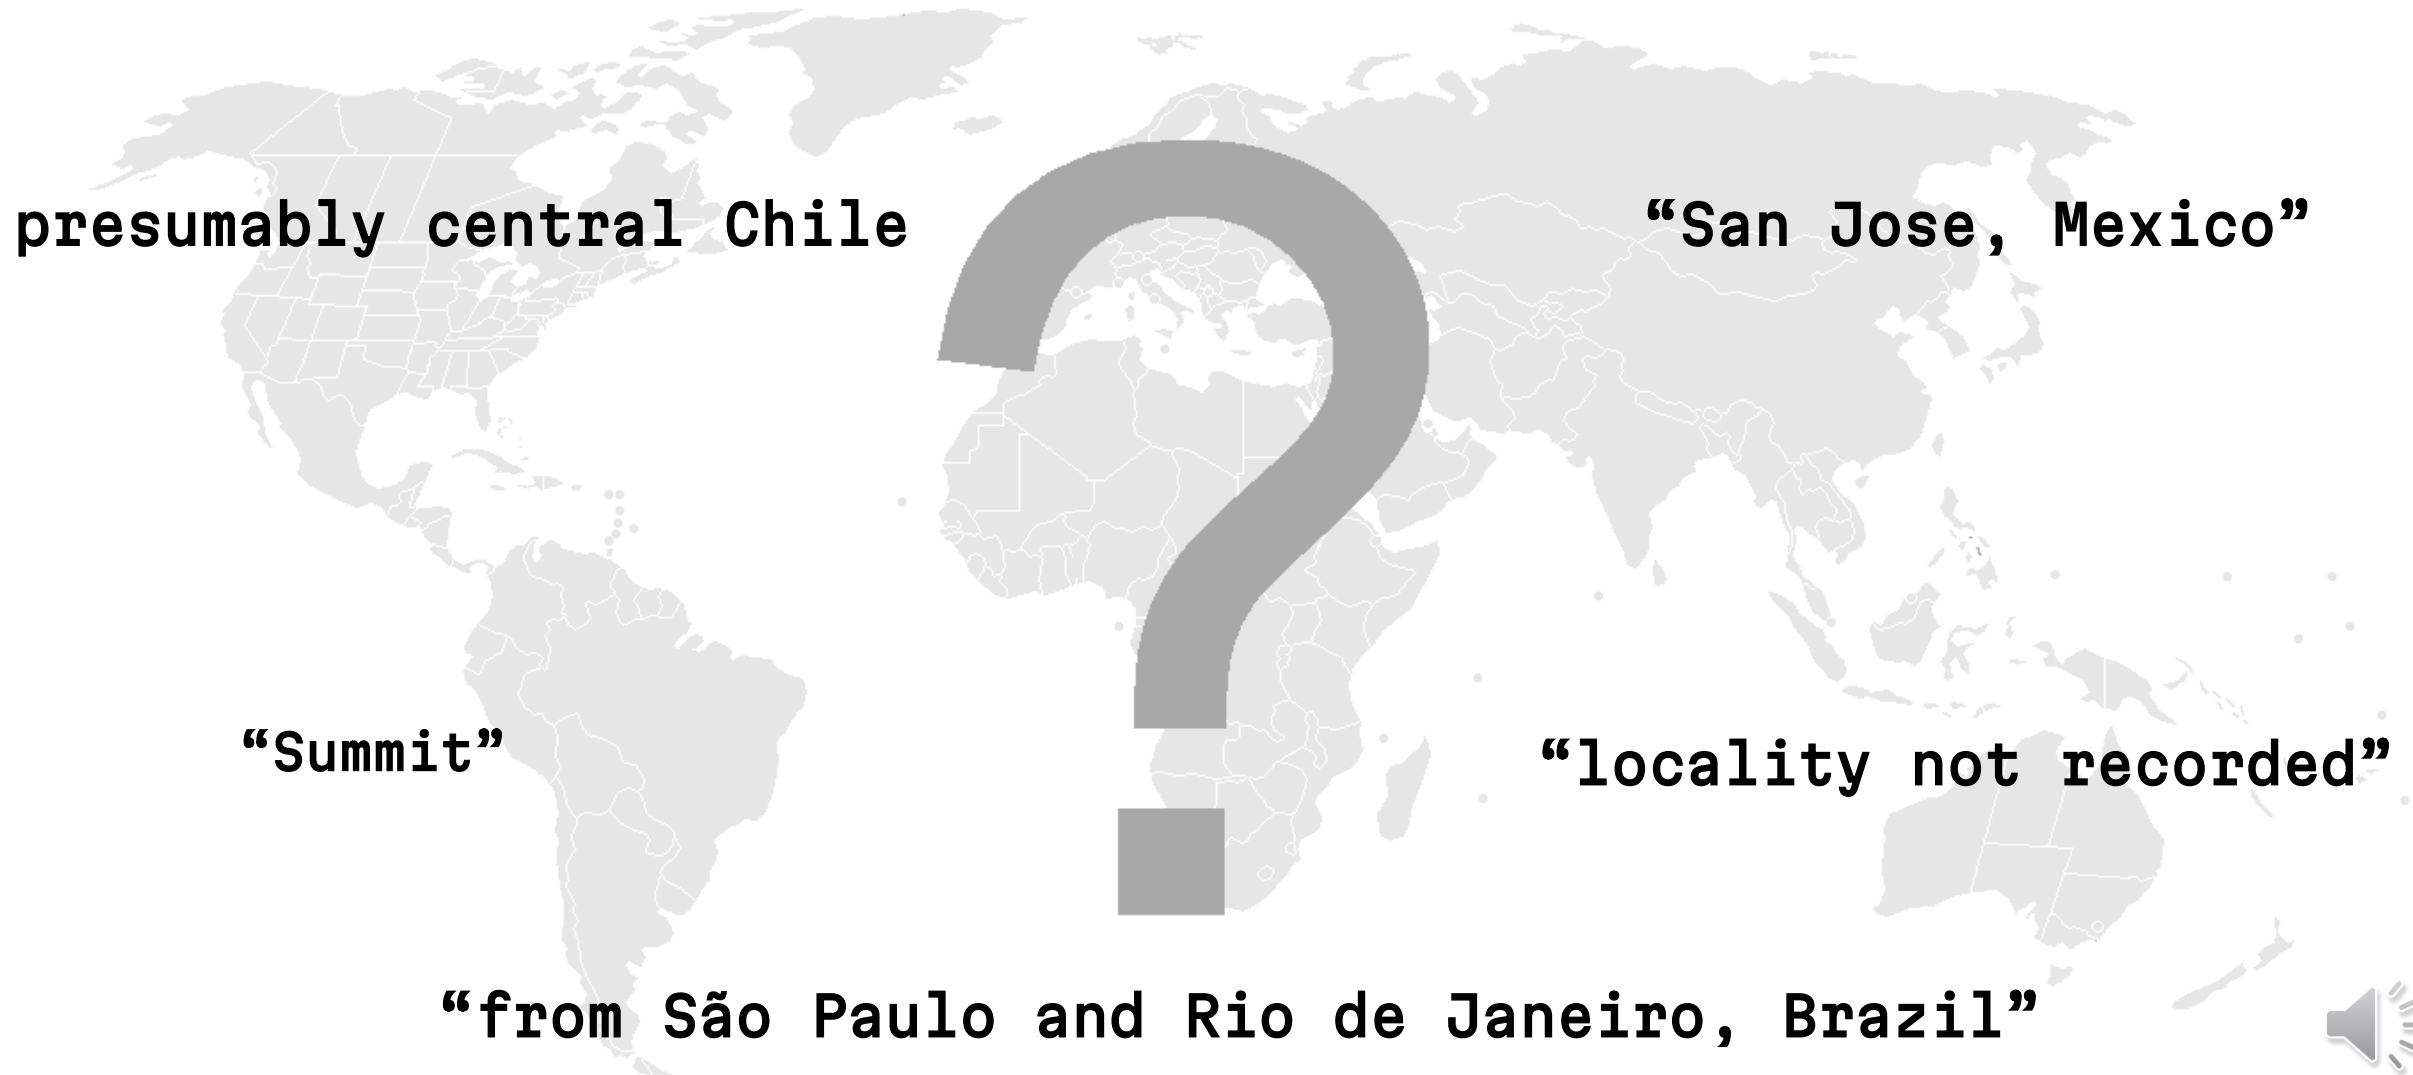 presumably central Chile
“San Jose, Mexico”
?
“Summit”
“locality not recorded”
“from São Paulo and Rio de Janeiro, Brazil”